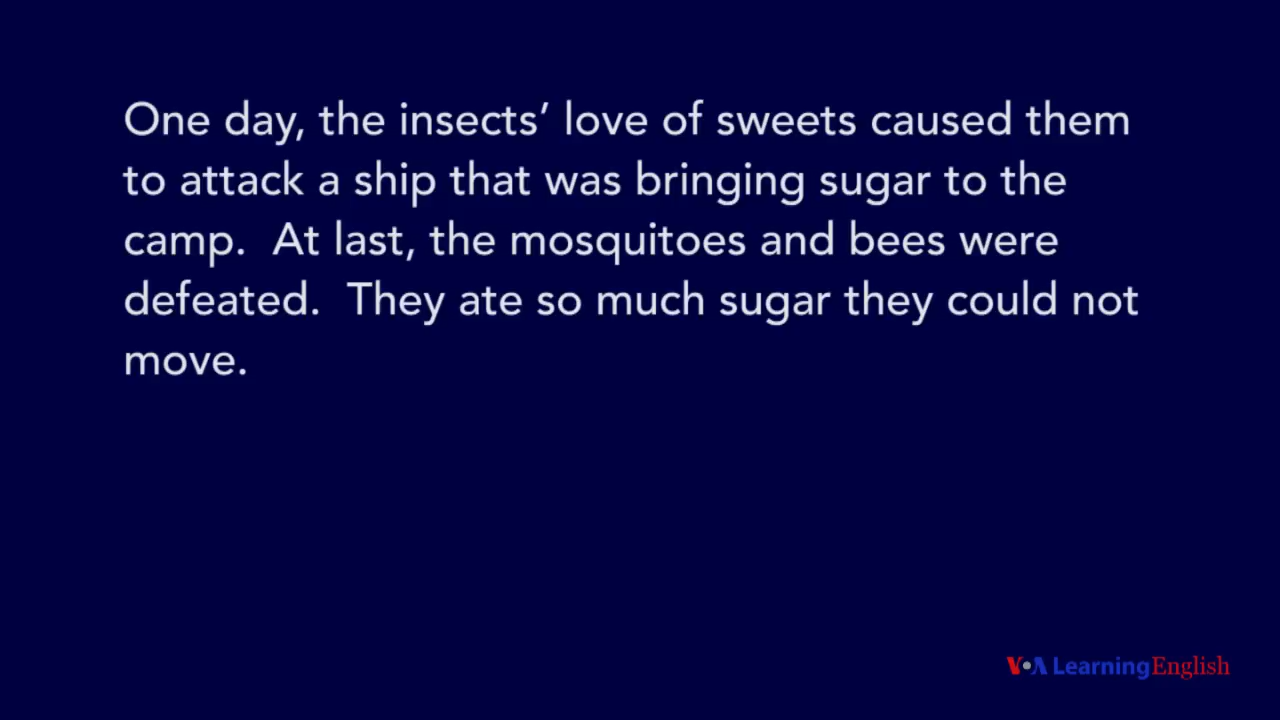 One day, the insects’ love of sweets caused them
to attack a ship that was bringing sugar to the
camp.  At last, the mosquitoes and bees were
defeated.  They ate so much sugar they could not
move.
VOA Learning English